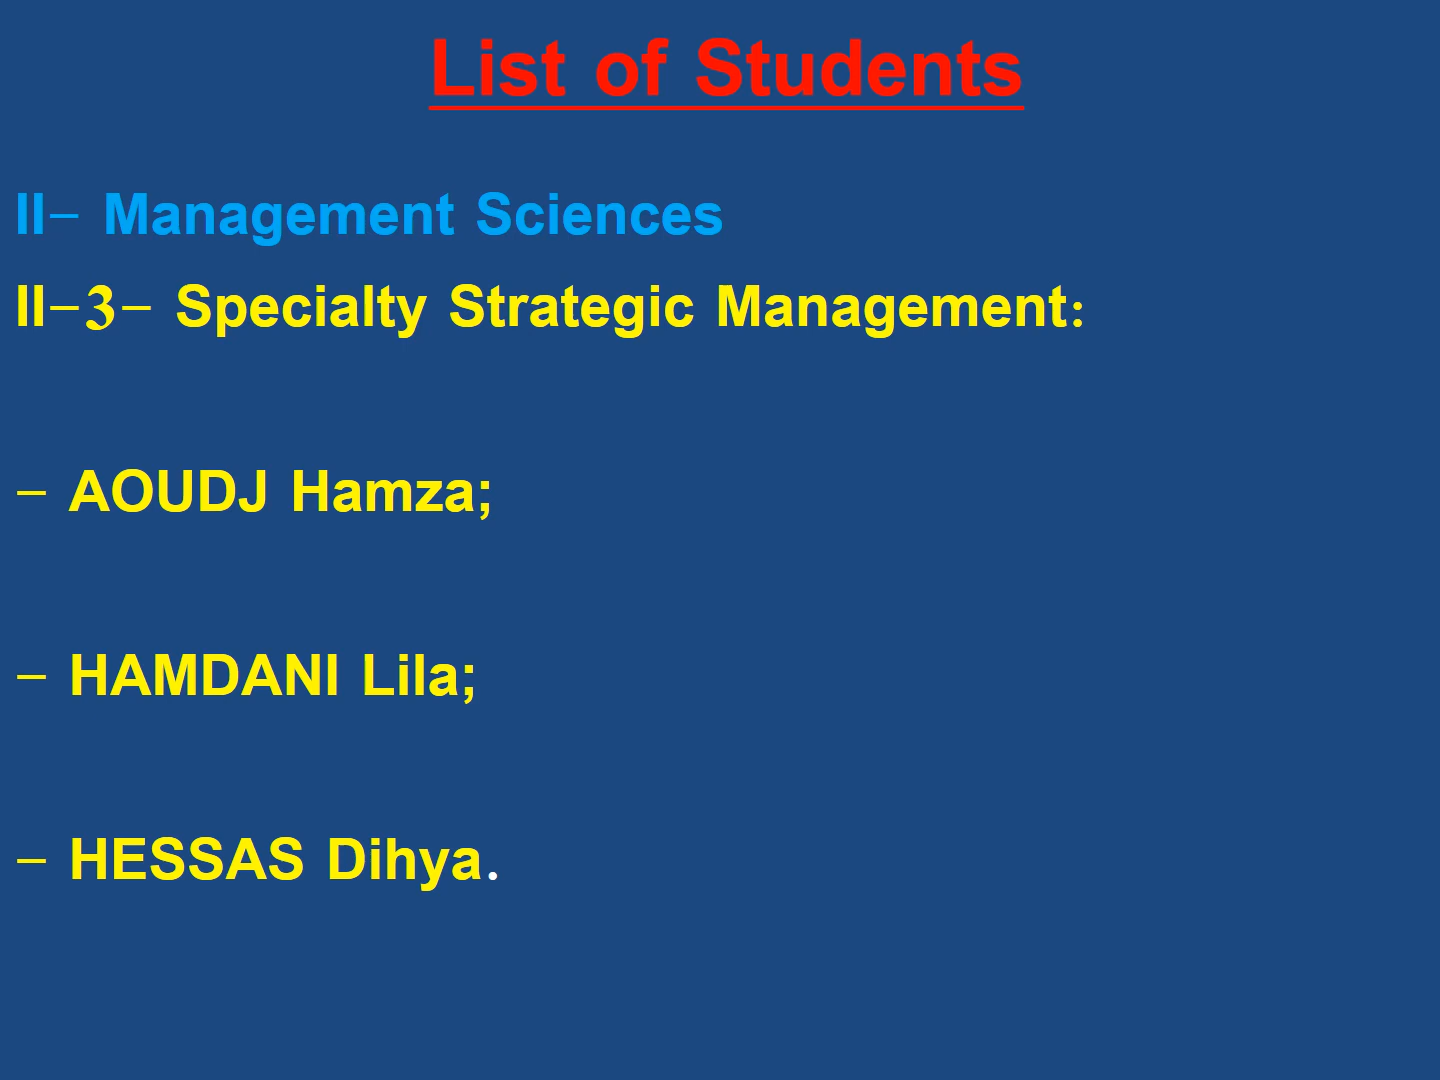 List of Students
II- Management Sciences
II-3- Specialty Strategic Management:
- AOUDJ Hamza;
- HAMDANI Lila;
- HESSAS Dihya.